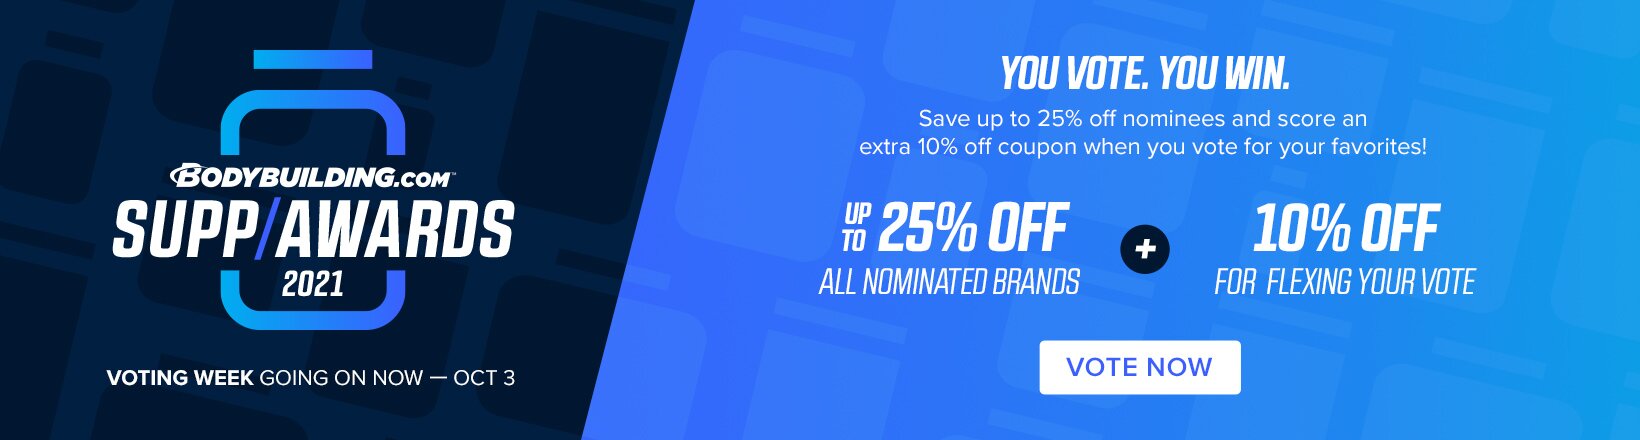 BODYBUILDING.COM™
SUPP/AWARDS
2021
VOTING WEEK GOING ON NOW — OCT 3
YOU VOTE. YOU WIN.
Save up to 25% off nominees and score an
extra 10% off coupon when you vote for your favorites!
UP TO 25% OFF
ALL NOMINATED BRANDS
+
10% OFF
FOR FLEXING YOUR VOTE
VOTE NOW